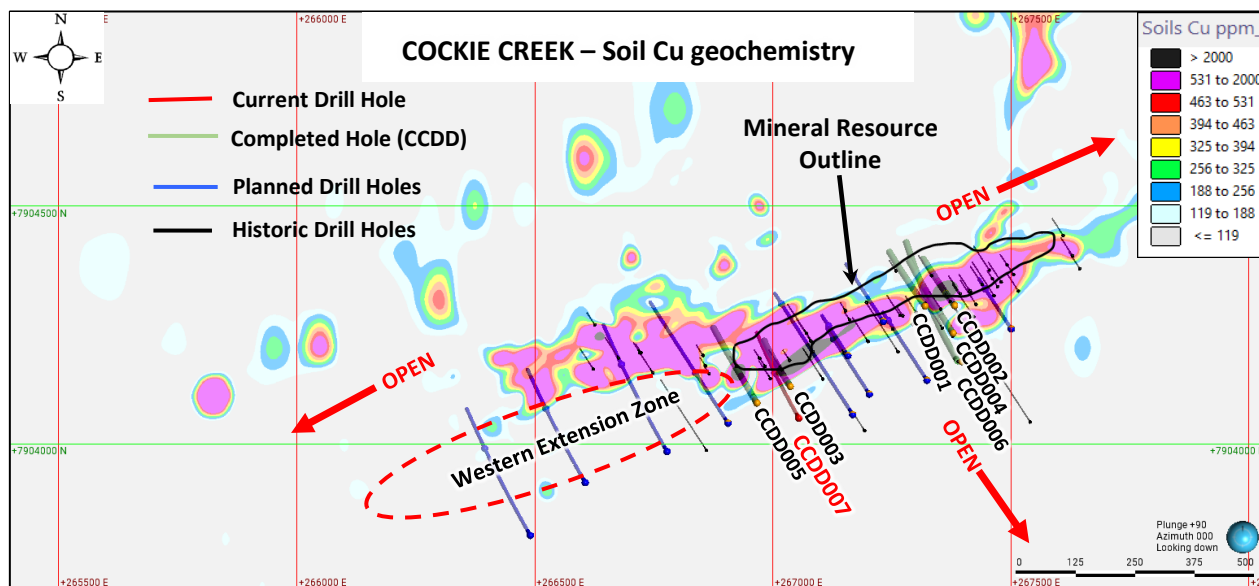 +266000 E
+267500 E
N
W E
S
COCKIE CREEK – Soil Cu geochemistry
Soils Cu ppm_
> 2000
531 to 2000
463 to 531
394 to 463
325 to 394
256 to 325
188 to 256
119 to 188
<= 119
Current Drill Hole
Completed Hole (CCDD)
Planned Drill Holes
Historic Drill Holes
Mineral Resource
Outline
OPEN
+7904500 N
+7904500 N
OPEN
CCDD001
CCDD002
CCDD004
CCDD006
CCDD003
CCDD007
CCDD005
Western Extension Zone
OPEN
+7904000 N
+7904000 N
Plunge +90
Azimuth 000
Looking down
0 125 250 375 500
+265500 E
+266000 E
+266500 E
+267000 E
+267500 E